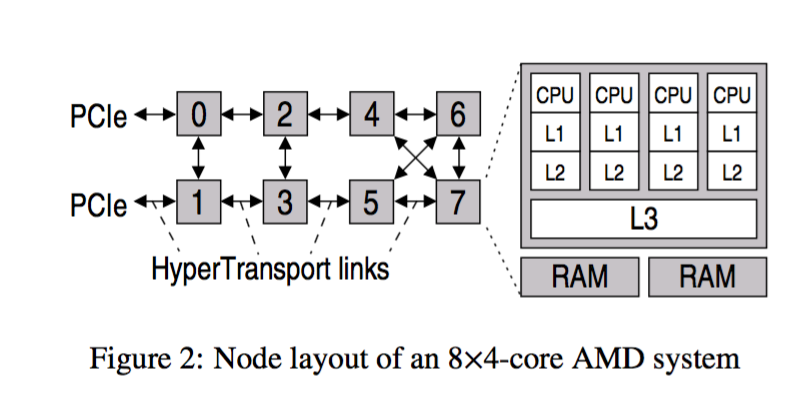 PCIe 0 2 4 6
PCIe 1 3 5 7
HyperTransport links
CPU CPU CPU CPU
L1 L1 L1 L1
L2 L2 L2 L2
L3
RAM RAM
Figure 2: Node layout of an 8×4-core AMD system